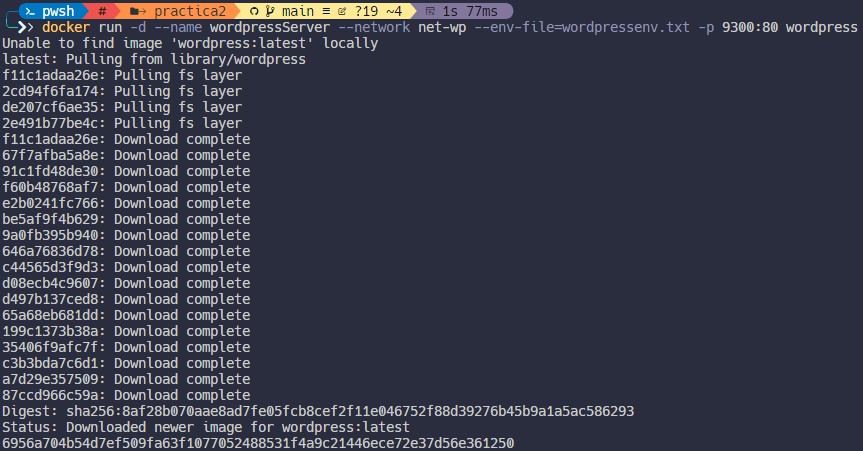 pwsh # practica2 main ≡ ?19 ~4 1s 77ms
docker run -d --name wordpressServer --network net-wp --env-file=wordpressenv.txt -p 9300:80 wordpress
Unable to find image 'wordpress:latest' locally
latest: Pulling from library/wordpress
f11c1adaa26e: Pulling fs layer
2cd94f6fa174: Pulling fs layer
de207cf6ae35: Pulling fs layer
2e491b77be4c: Pulling fs layer
f11c1adaa26e: Download complete
67f7afba5a8e: Download complete
91c1fd48de30: Download complete
f60b48768af7: Download complete
e2b0241fc766: Download complete
be5af9f4b629: Download complete
9a0fb395b940: Download complete
646a76836d78: Download complete
c44565d3f9d3: Download complete
d08ecb4c9607: Download complete
d497b137ced8: Download complete
65a68eb681dd: Download complete
199c1373b38a: Download complete
35406f9afc7f: Download complete
c3b3bda7c6d1: Download complete
a7d29e357509: Download complete
87ccd966c59a: Download complete
Digest: sha256:8af28b070aae8ad7fe05fcb8cef2f11e046752f88d39276b45b9a1a5ac586293
Status: Downloaded newer image for wordpress:latest
6956a704b54d7ef509fa63f1077052488531f4a9c21446ece72e37d56e361250